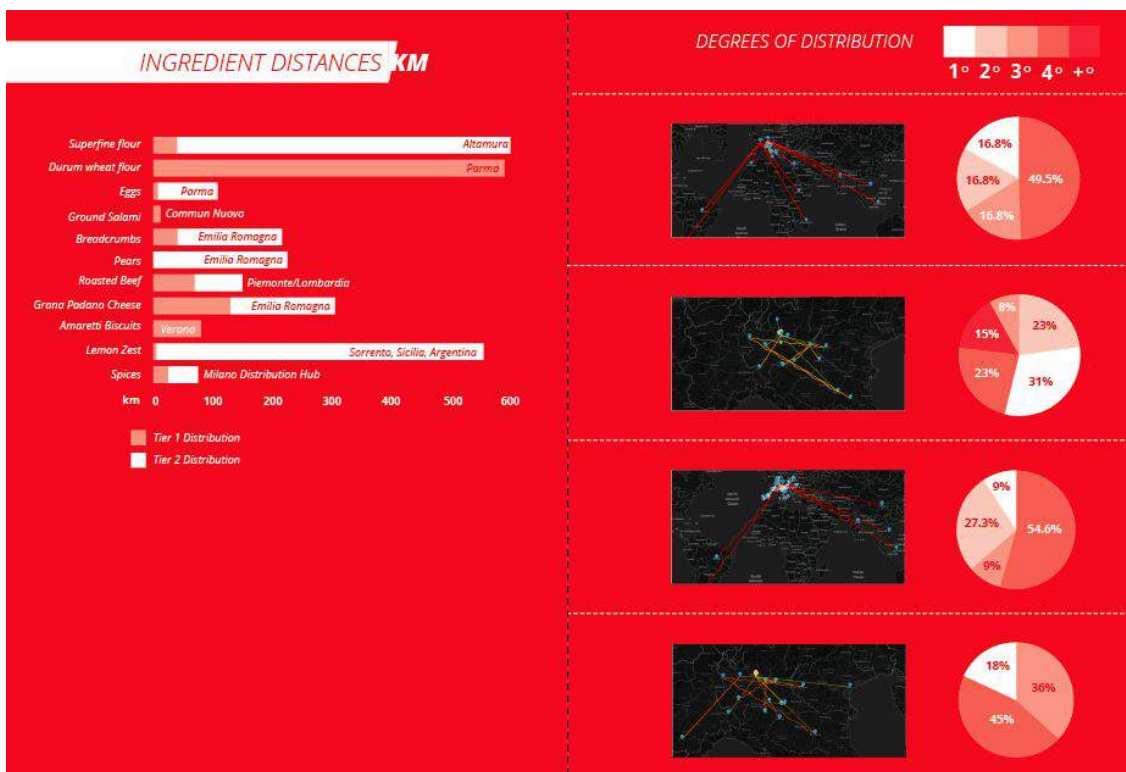 INGREDIENT DISTANCES KM
Superfine flour
Altamura
Durum wheat flour
Parma
Eggs
Parma
Ground Salami
Commun Nuovo
Breadcrumbs
Emilia Romagna
Pears
Emilia Romagna
Roasted Beef
Piemonte/Lombardia
Grana Padano Cheese
Emilia Romagna
Amaretti Biscuits
Verona
Lemon Zest
Sorrento, Sicilia, Argentina
Spices
Milano Distribution Hub
km 0 100 200 300 400 500 600
Tier 1 Distribution
Tier 2 Distribution
DEGREES OF DISTRIBUTION
1° 2° 3° 4° +°
16.8%
49.5%
16.8%
16.8%
8%
23%
15%
23%
31%
9%
27.3%
54.6%
9%
18%
36%
45%